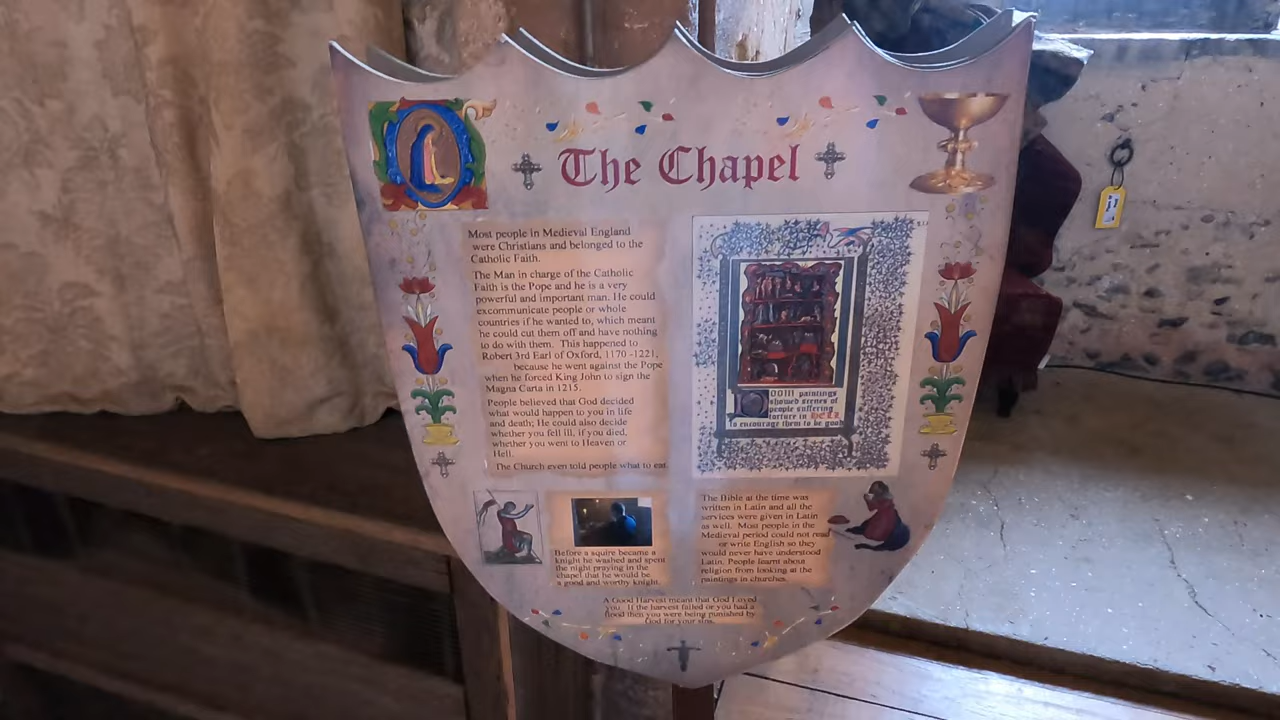 The Chapel
Most people in Medieval England
were Christians and belonged to the
Catholic Faith.
The Man in charge of the Catholic
Faith is the Pope and he is a very
powerful and important man. He could
excommunicate people or whole
countries if he wanted to, which meant
he could cut them off and have nothing
to do with them. This happened to
Robert 3rd Earl of Oxford, 1170-1221,
because he went against the Pope
when he forced King John to sign the
Magna Carta in 1215.
People believed that God decided
what would happen to you in life
and death; He could also decide
whether you fell ill, if you died,
whether you went to Heaven or
Hell.
The Church even told people what to eat.
DOOM paintings
showed scenes of
people suffering
torture in HELL
to encourage them to be good
Before a squire became a
knight he washed and spent
the night praying in the
chapel that he would be
a good and worthy knight.
The Bible at the time was
written in Latin and all the
services were given in Latin
as well. Most people in the
Medieval period could not read
or write English so they
would never have understood
Latin. People learnt about
religion from looking at the
paintings in churches.
A Good Harvest meant that God Loved
you. If the harvest failed or you had a
flood then you were being punished by
God for your sins.